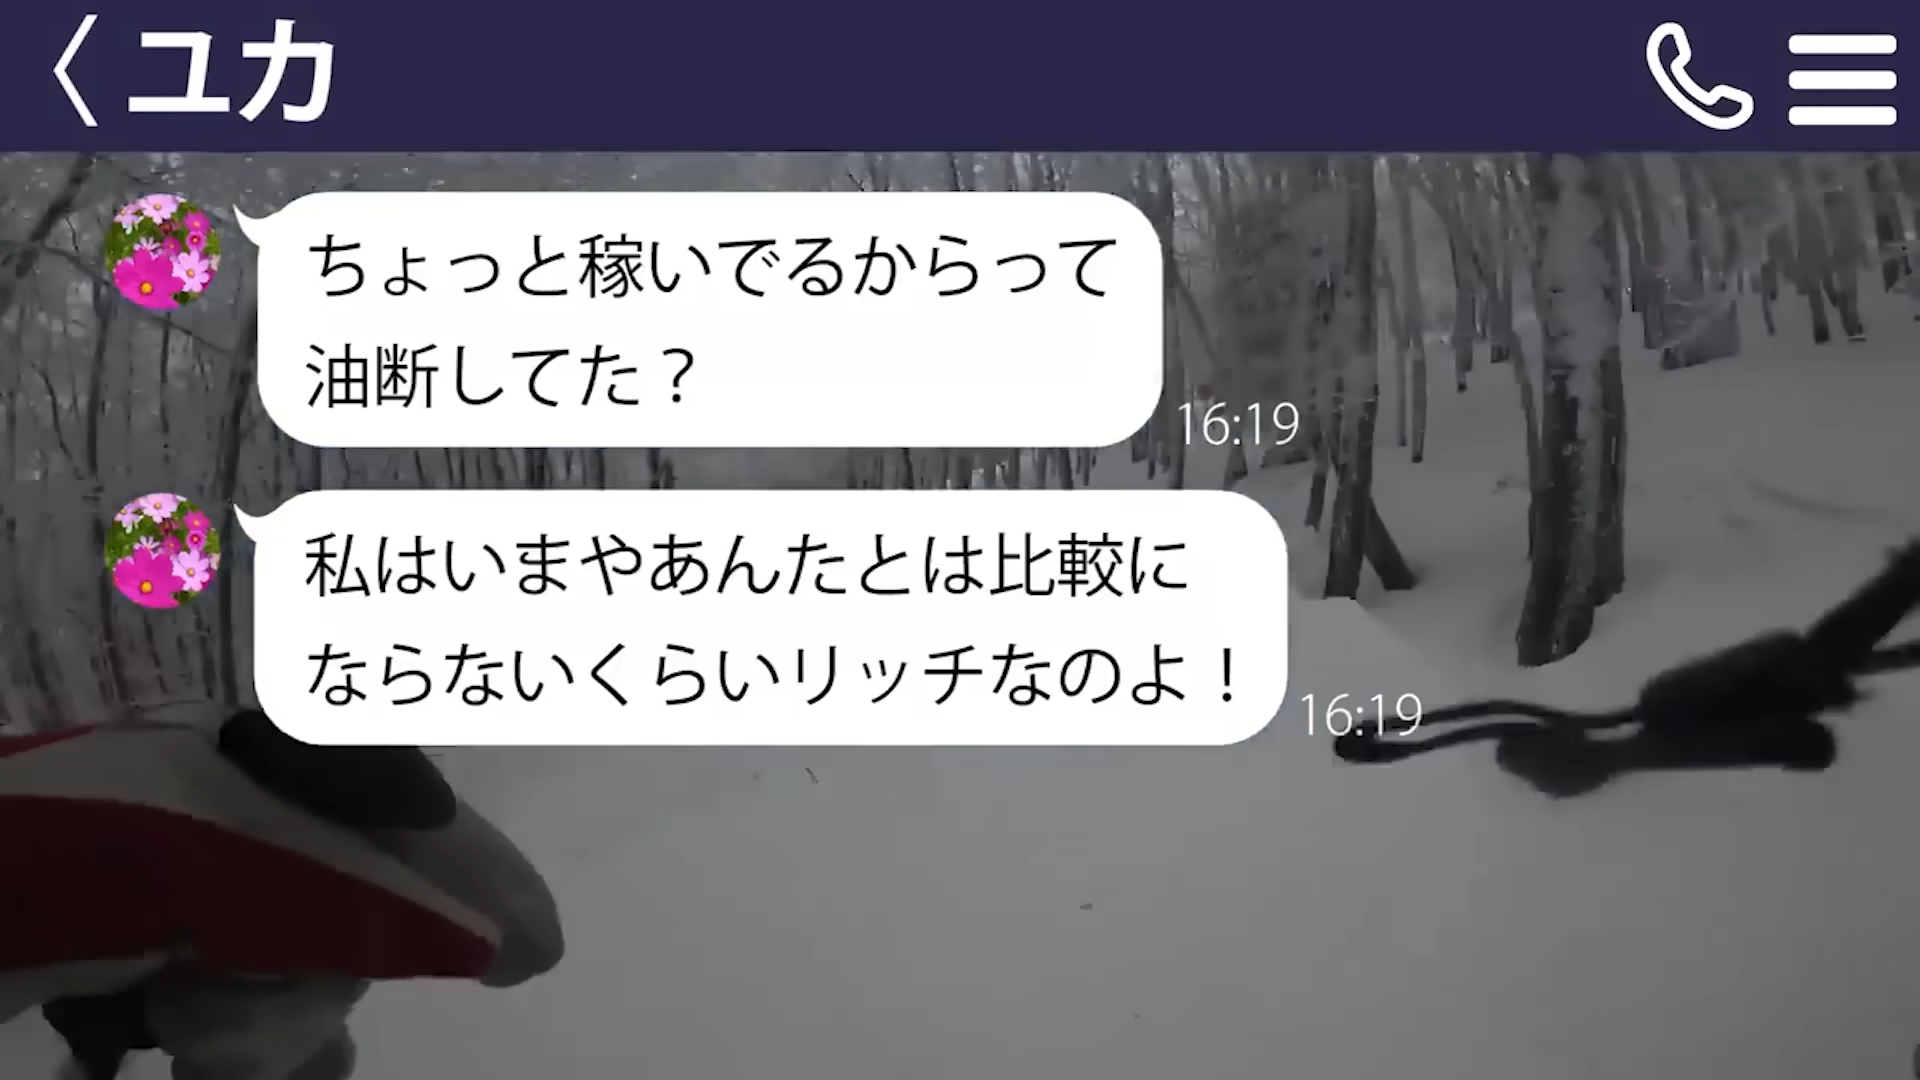 ユカ
ちょっと稼いでるからって
油断してた？
16:19
私はいまやあんたとは比較に
ならないくらいリッチなのよ！
16:19